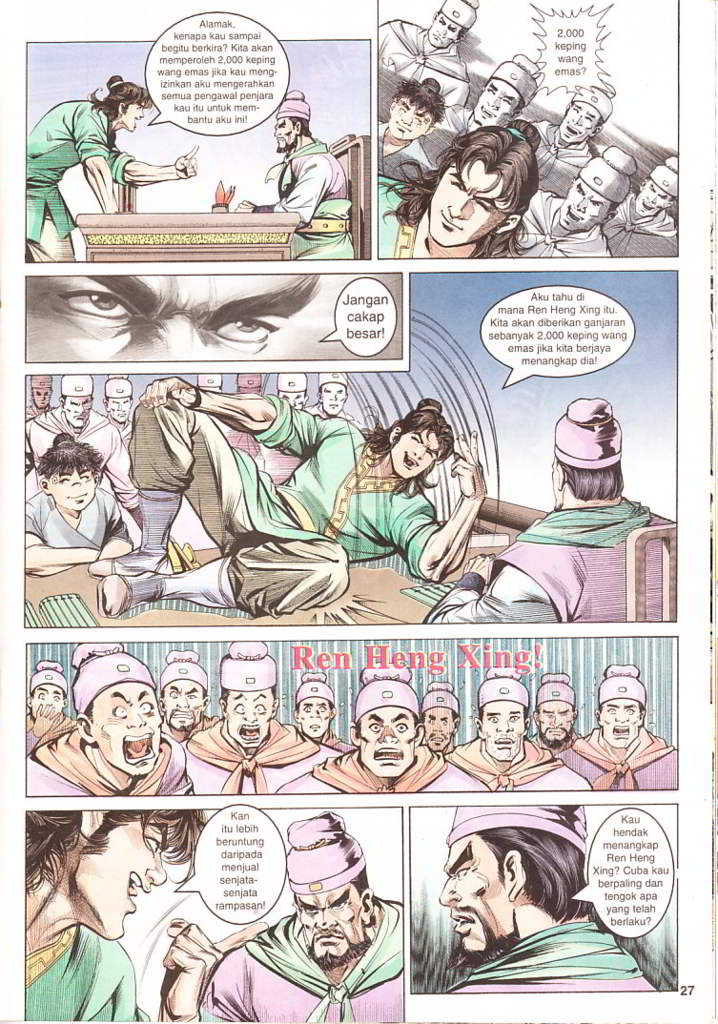 Alamak,
kenapa kau sampai
begitu berkira? Kita akan
memperoleh 2,000 keping
wang emas jika kau meng-
izinkan aku mengerahkan
semua pengawal penjara
kau itu untuk mem-
bantu aku ini!
2,000
keping
wang
emas?
Jangan
cakap
besar!
Aku tahu di
mana Ren Heng Xing itu.
Kita akan diberikan ganjaran
sebanyak 2,000 keping wang
emas jika kita berjaya
menangkap dia!
Ren Heng Xing!
Kan
itu lebih
beruntung
daripada
menjual
senjata-
senjata
rampasan!
Kau
hendak
menangkap
Ren Heng
Xing? Cuba kau
berpaling dan
tengok apa
yang telah
berlaku?
27